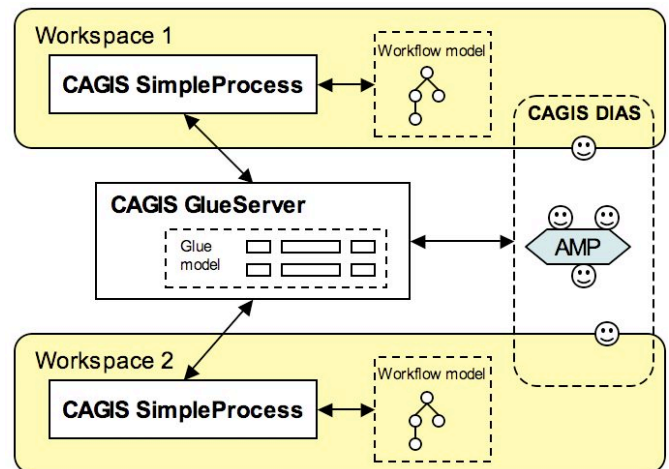 Workspace 1
CAGIS SimpleProcess
Workflow model
CAGIS DIAS
CAGIS GlueServer
Glue
model
AMP
Workspace 2
CAGIS SimpleProcess
Workflow model